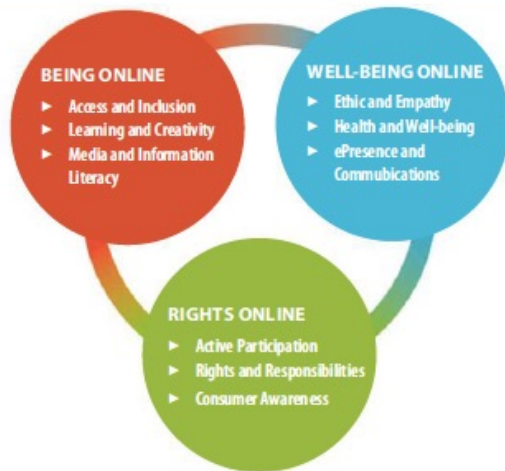 BEING ONLINE
► Access and Inclusion
► Learning and Creativity
► Media and Information
Literacy
WELL-BEING ONLINE
► Ethic and Empathy
► Health and Well-being
► ePresence and
Commubications
RIGHTS ONLINE
► Active Participation
► Rights and Responsibilities
► Consumer Awareness